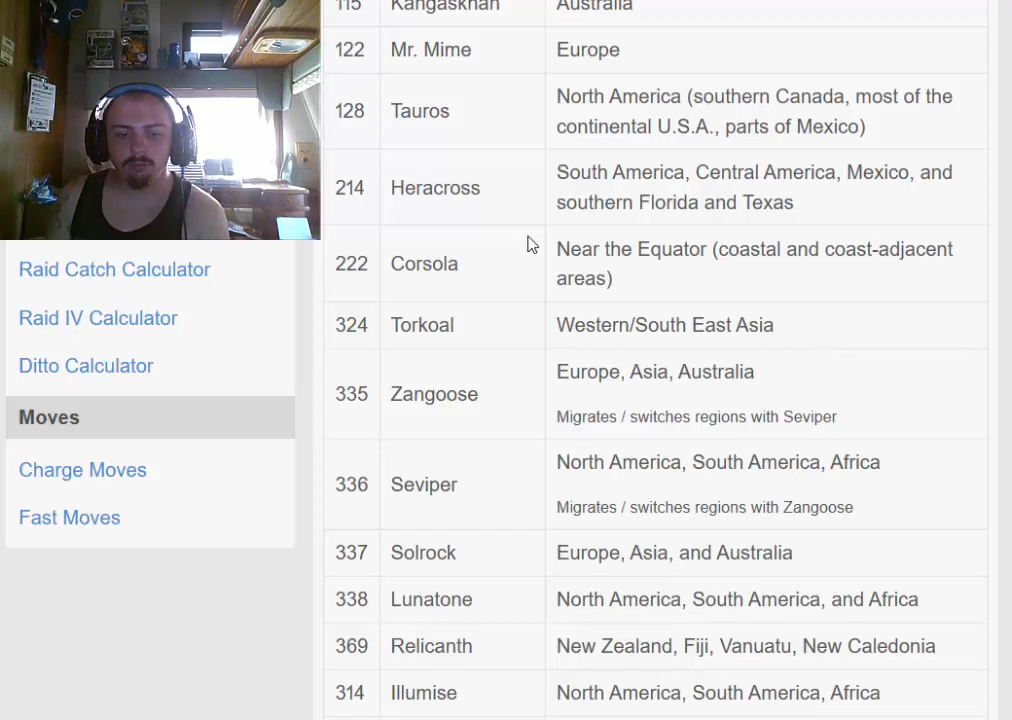 115 Kangaskhan Australia
122 Mr. Mime Europe
128 Tauros North America (southern Canada, most of the
continental U.S.A., parts of Mexico)
214 Heracross South America, Central America, Mexico, and
southern Florida and Texas
222 Corsola Near the Equator (coastal and coast-adjacent
areas)
324 Torkoal Western/South East Asia
335 Zangoose Europe, Asia, Australia
Migrates / switches regions with Seviper
336 Seviper North America, South America, Africa
Migrates / switches regions with Zangoose
337 Solrock Europe, Asia, and Australia
338 Lunatone North America, South America, and Africa
369 Relicanth New Zealand, Fiji, Vanuatu, New Caledonia
314 Illumise North America, South America, Africa
Raid Catch Calculator
Raid IV Calculator
Ditto Calculator
Moves
Charge Moves
Fast Moves